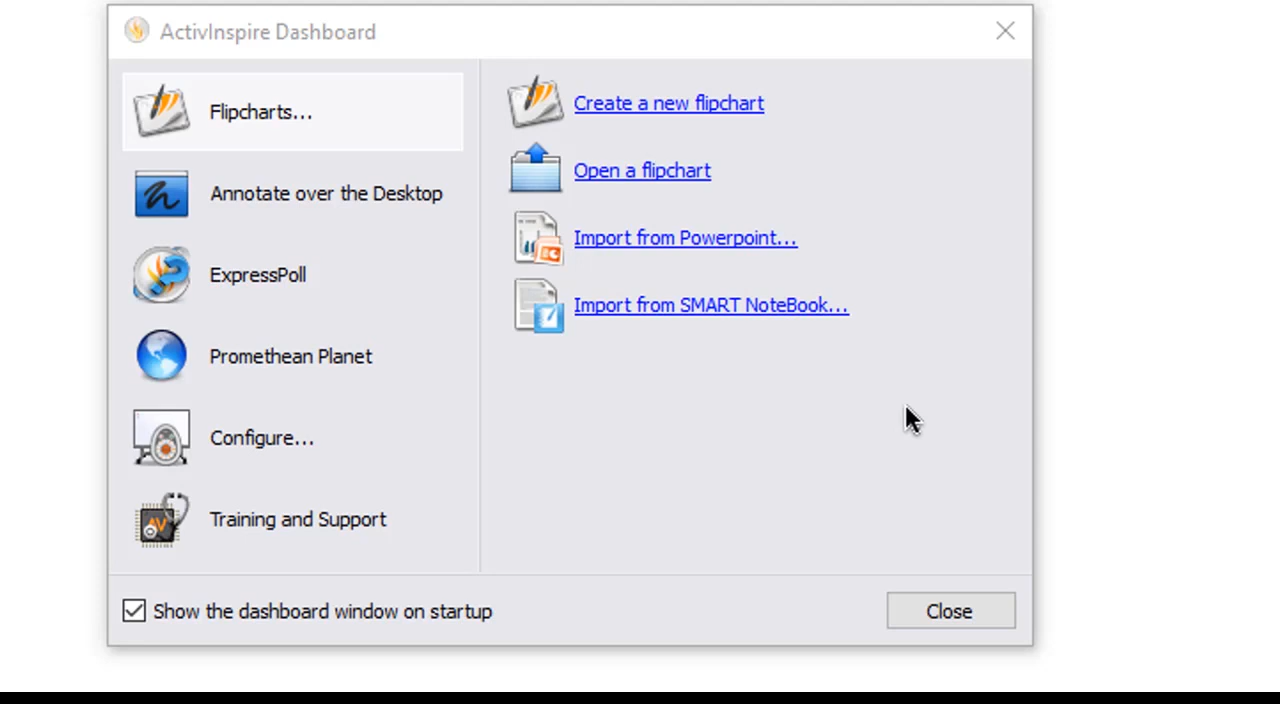 ActivInspire Dashboard
Flipcharts...
Annotate over the Desktop
ExpressPoll
Promethean Planet
Configure...
Training and Support
Create a new flipchart
Open a flipchart
Import from Powerpoint...
Import from SMART NoteBook...
Show the dashboard window on startup
Close